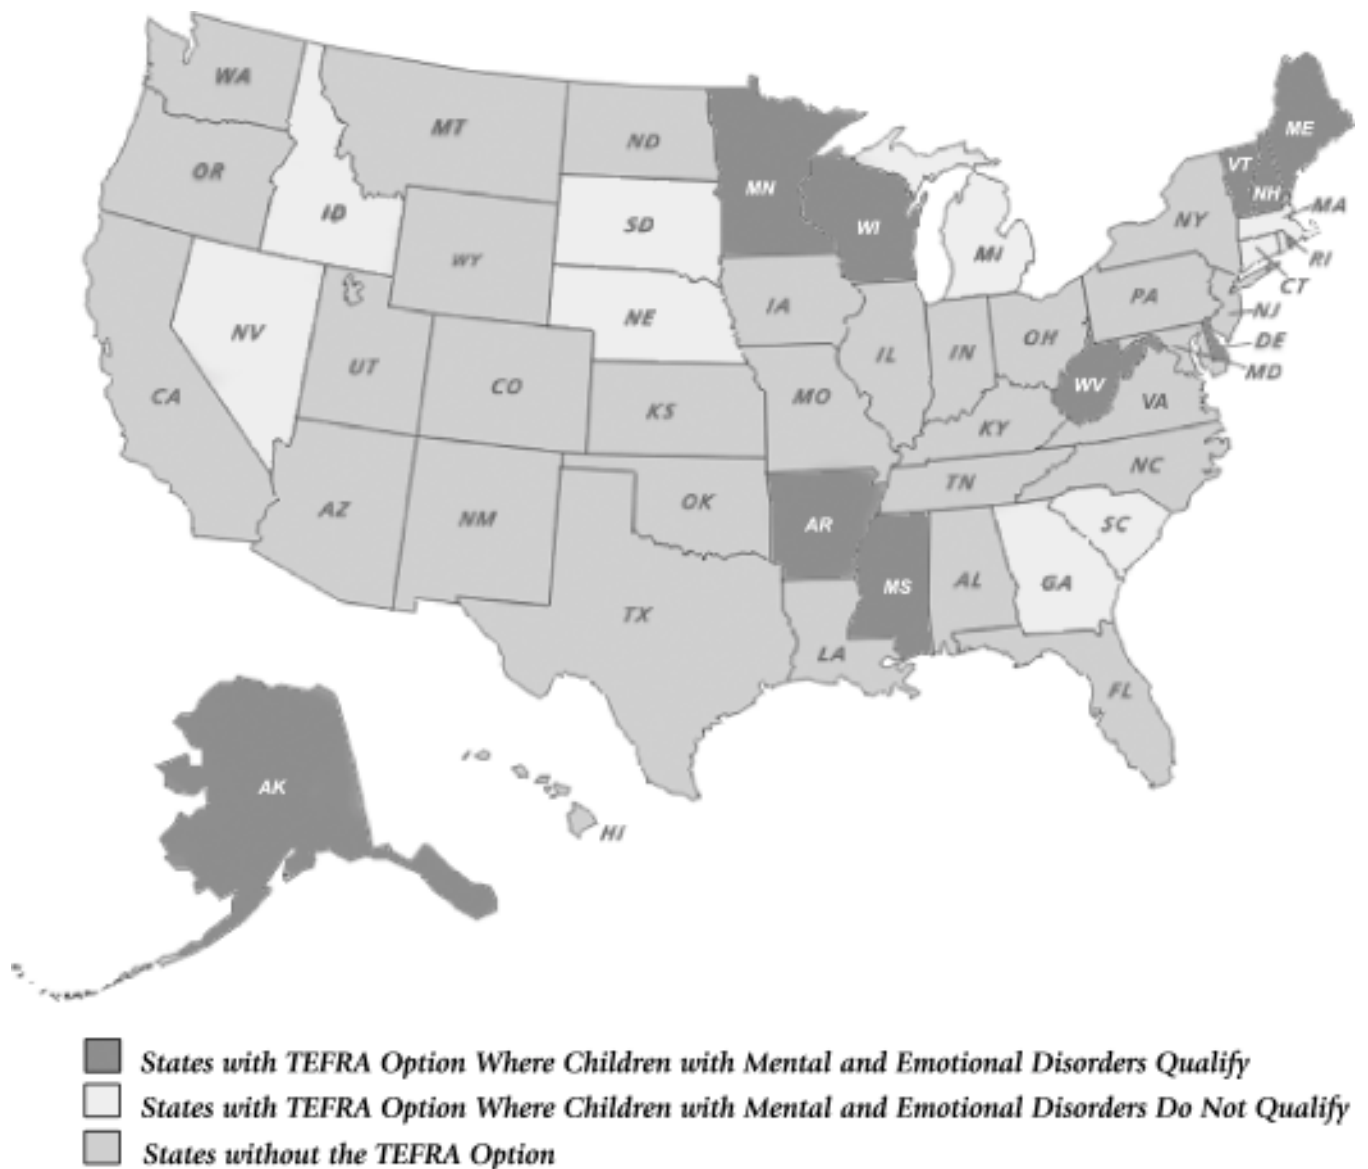 WA
MT
ND
MN
ME
VT
NH
OR
ID
SD
WI
MI
NY
MA
RI
CT
WY
NE
IA
PA
NJ
NV
UT
CO
IL
IN
OH
DE
MD
CA
KS
MO
WV
VA
KY
AZ
NM
OK
AR
TN
NC
SC
TX
LA
MS
AL
GA
FL
AK
HI
States with TEFRA Option Where Children with Mental and Emotional Disorders Qualify
States with TEFRA Option Where Children with Mental and Emotional Disorders Do Not Qualify
States without the TEFRA Option